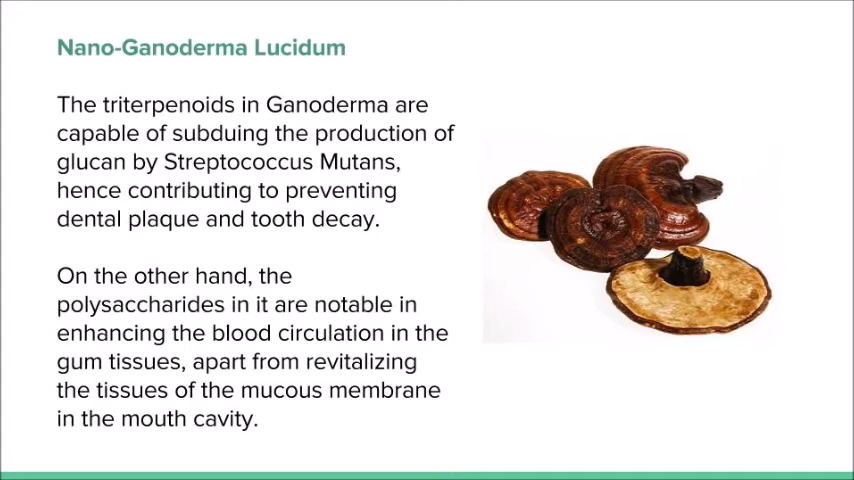 Nano-Ganoderma Lucidum
The triterpenoids in Ganoderma are
capable of subduing the production of
glucan by Streptococcus Mutans,
hence contributing to preventing
dental plaque and tooth decay.
On the other hand, the
polysaccharides in it are notable in
enhancing the blood circulation in the
gum tissues, apart from revitalizing
the tissues of the mucous membrane
in the mouth cavity.